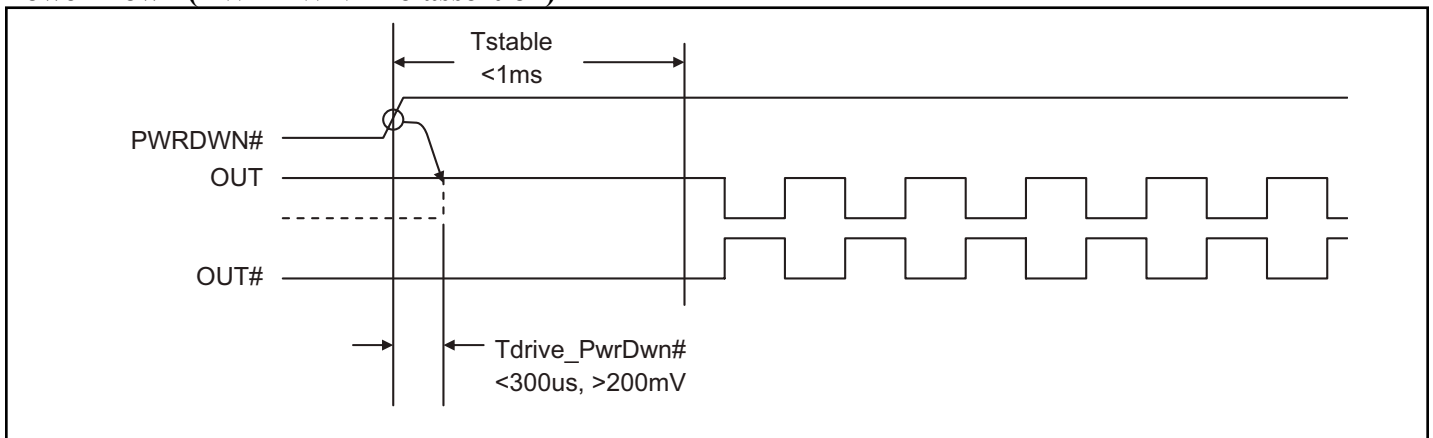 Tstable
<1ms
PWRDWN#
OUT
OUT#
Tdrive_PwrDwn#
<300us, >200mV